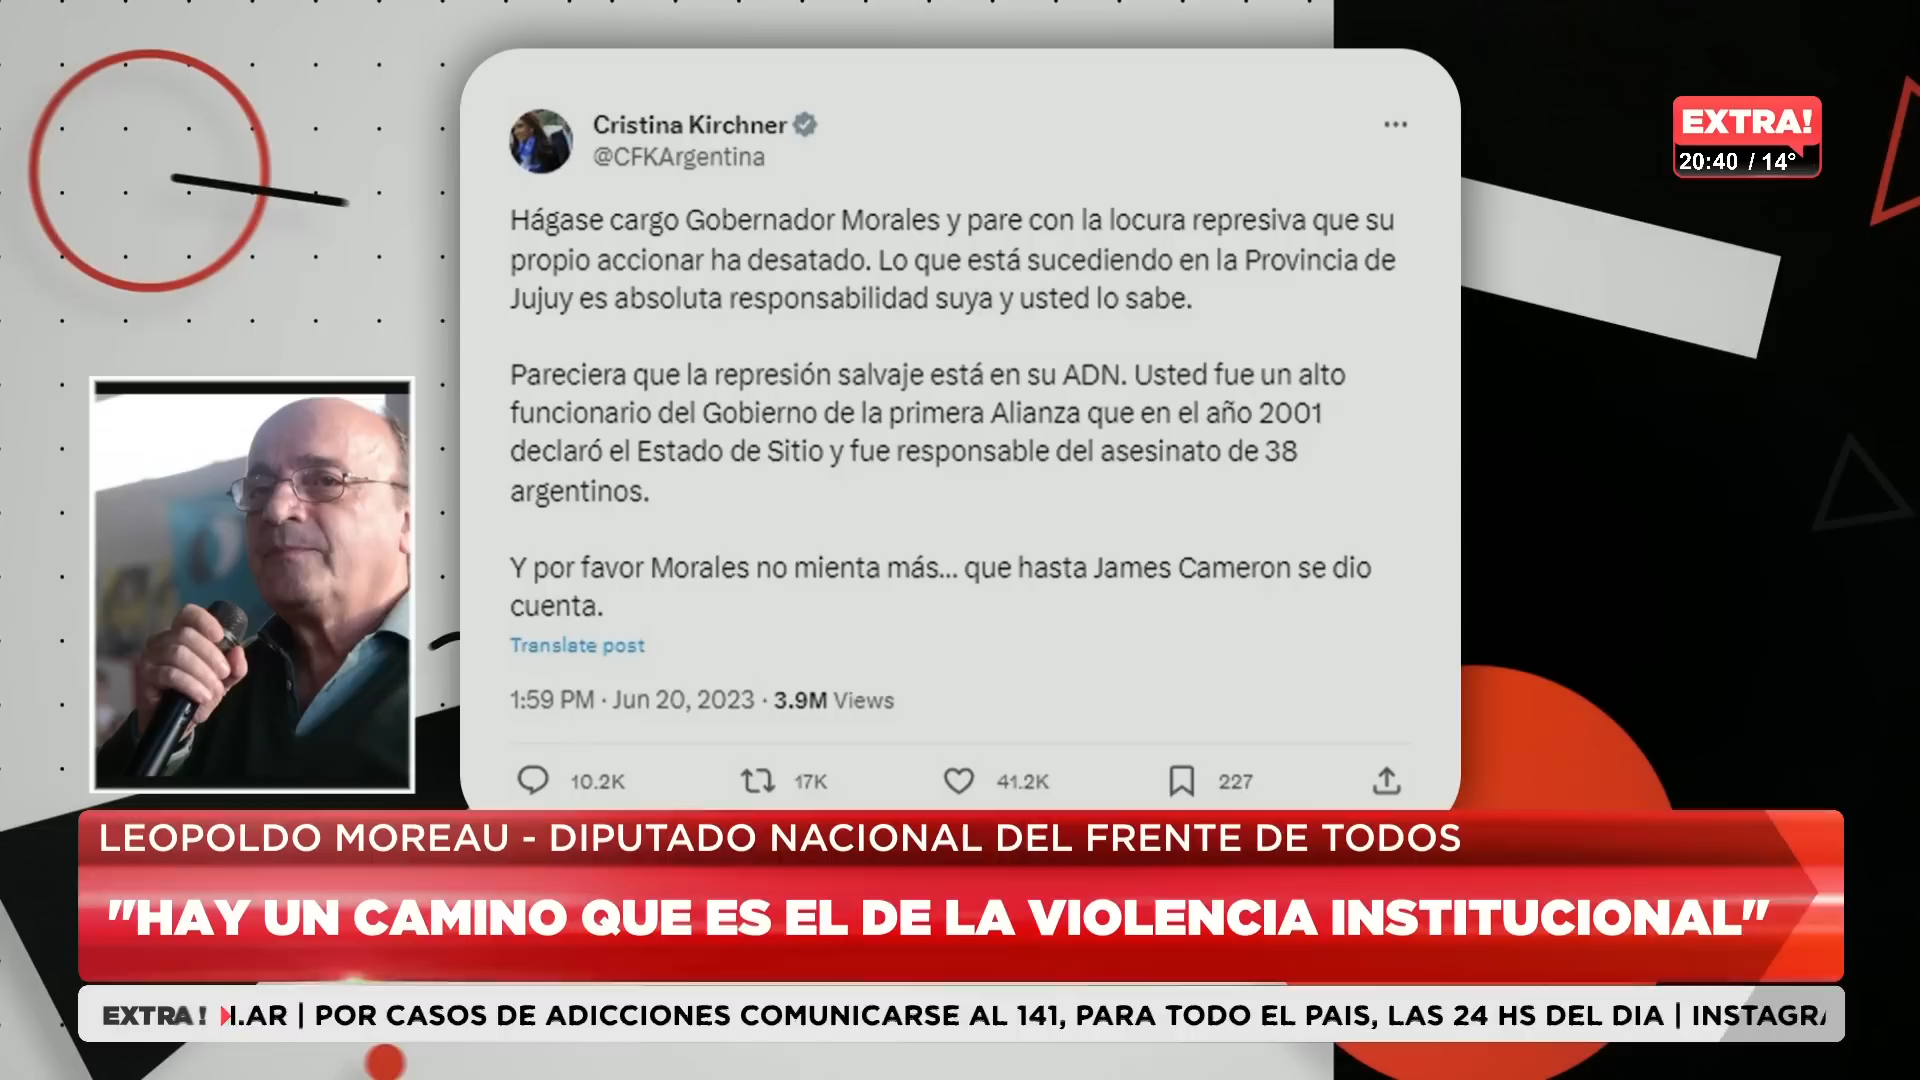 Cristina Kirchner
@CFKArgentina
EXTRA!
20:40 / 14°
Hágase cargo Gobernador Morales y pare con la locura represiva que su
propio accionar ha desatado. Lo que está sucediendo en la Provincia de
Jujuy es absoluta responsabilidad suya y usted lo sabe.
Pareciera que la represión salvaje está en su ADN. Usted fue un alto
funcionario del Gobierno de la primera Alianza que en el año 2001
declaró el Estado de Sitio y fue responsable del asesinato de 38
argentinos.
Y por favor Morales no mienta más... que hasta James Cameron se dio
cuenta.
Translate post
1:59 PM · Jun 20, 2023 · 3.9M Views
10.2K 17K 41.2K 227
LEOPOLDO MOREAU - DIPUTADO NACIONAL DEL FRENTE DE TODOS
"HAY UN CAMINO QUE ES EL DE LA VIOLENCIA INSTITUCIONAL"
EXTRA! .AR | POR CASOS DE ADICCIONES COMUNICARSE AL 141, PARA TODO EL PAIS, LAS 24 HS DEL DIA | INSTAGRA